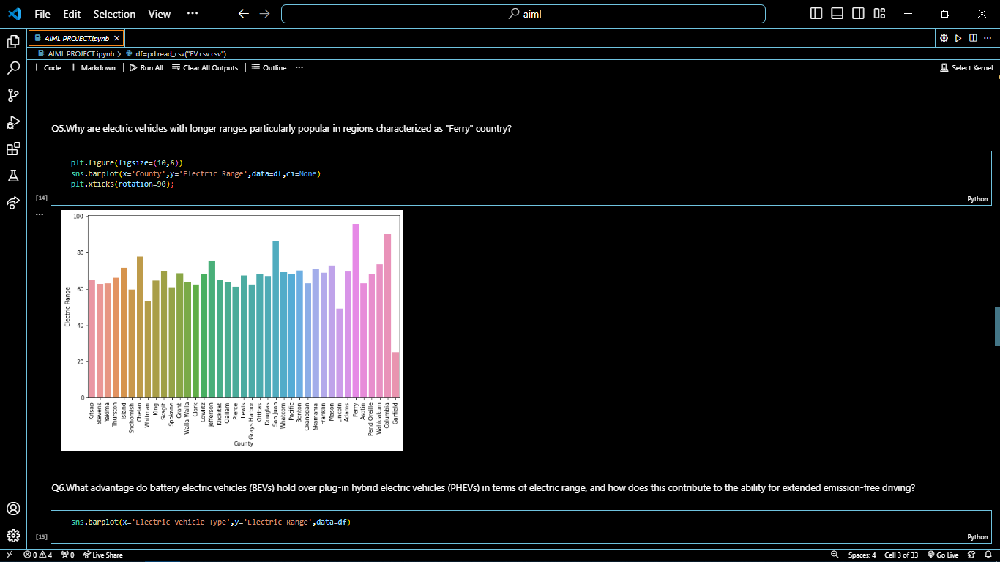 File Edit Selection View ··· aiml
AIML PROJECT.ipynb
AIML PROJECT.ipynb > df=pd.read_csv("EV.csv.csv")
+ Code + Markdown Run All Clear All Outputs Outline ··· Select Kernel
Q5.Why are electric vehicles with longer ranges particularly popular in regions characterized as "Ferry" country?
plt.figure(figsize=(10,6))
sns.barplot(x='County',y='Electric Range',data=df,ci=None)
plt.xticks(rotation=90);
[14]
Python
···
100
80
60
40
20
0
Electric Range
Kitsap
Stevens
Yakima
Thurston
Island
Snohomish
Chelan
Whitman
King
Skagit
Spokane
Grant
Walla Walla
Clark
Cowlitz
Jefferson
Klickitat
Clallam
Pierce
Lewis
Grays Harbor
Kittitas
Douglas
San Juan
Whatcom
Pacific
Benton
Okanogan
Skamania
Franklin
Mason
Lincoln
Adams
Ferry
Asotin
Pend Oreille
Wahkiakum
Columbia
Garfield
County
Q6.What advantage do battery electric vehicles (BEVs) hold over plug-in hybrid electric vehicles (PHEVs) in terms of electric range, and how does this contribute to the ability for extended emission-free driving?
sns.barplot(x='Electric Vehicle Type',y='Electric Range',data=df)
[15]
Python
0 4 0 Live Share Spaces: 4 Cell 3 of 33 Go Live